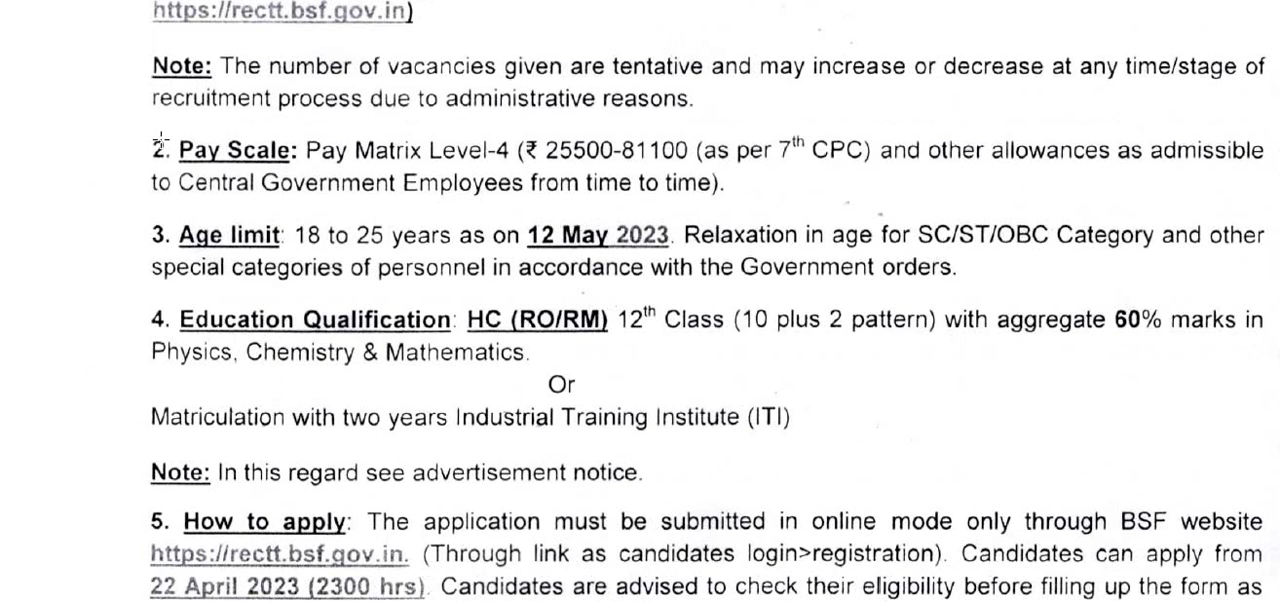 https://rectt.bsf.gov.in)
Note: The number of vacancies given are tentative and may increase or decrease at any time/stage of
recruitment process due to administrative reasons.
2. Pay Scale: Pay Matrix Level-4 (₹ 25500-81100 (as per 7th CPC) and other allowances as admissible
to Central Government Employees from time to time).
3. Age limit: 18 to 25 years as on 12 May 2023. Relaxation in age for SC/ST/OBC Category and other
special categories of personnel in accordance with the Government orders.
4. Education Qualification: HC (RO/RM) 12th Class (10 plus 2 pattern) with aggregate 60% marks in
Physics, Chemistry & Mathematics.
Or
Matriculation with two years Industrial Training Institute (ITI)
Note: In this regard see advertisement notice.
5. How to apply: The application must be submitted in online mode only through BSF website
https://rectt.bsf.gov.in. (Through link as candidates login>registration). Candidates can apply from
22 April 2023 (2300 hrs). Candidates are advised to check their eligibility before filling up the form as